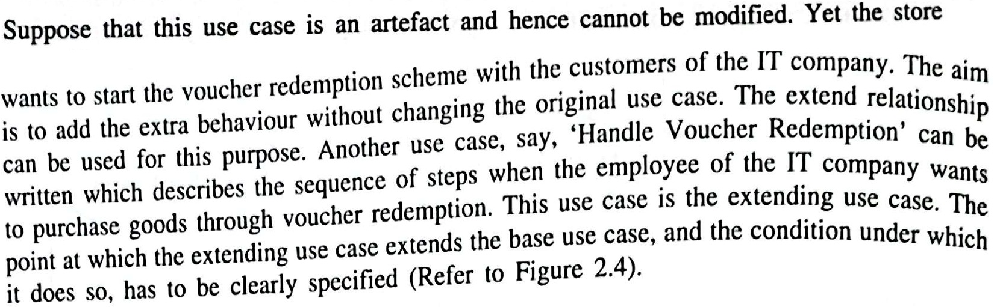 Suppose that this use case is an artefact and hence cannot be modified. Yet the store
wants to start the voucher redemption scheme with the customers of the IT company. The aim
is to add the extra behaviour without changing the original use case. The extend relationship
can be used for this purpose. Another use case, say, ‘Handle Voucher Redemption’ can be
written which describes the sequence of steps when the employee of the IT company wants
to purchase goods through voucher redemption. This use case is the extending use case. The
point at which the extending use case extends the base use case, and the condition under which
it does so, has to be clearly specified (Refer to Figure 2.4).